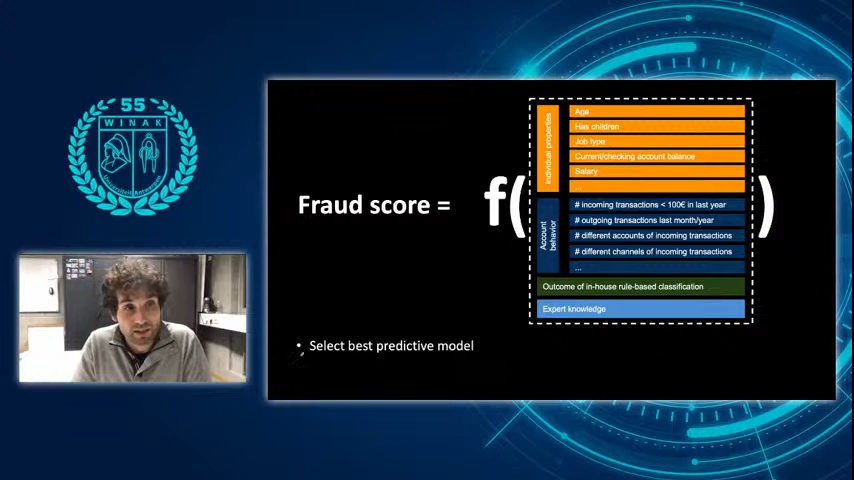 55
WINAK
Universiteit Antwerpen
Fraud score =
f(
Individual properties
Age
Has children
Job type
Current/checking account balance
Salary
...
Account
behavior
# incoming transactions < 100€ in last year
# outgoing transactions last month/year
# different accounts of incoming transactions
# different channels of incoming transactions
...
Outcome of in-house rule-based classification
Expert knowledge
)
• Select best predictive model